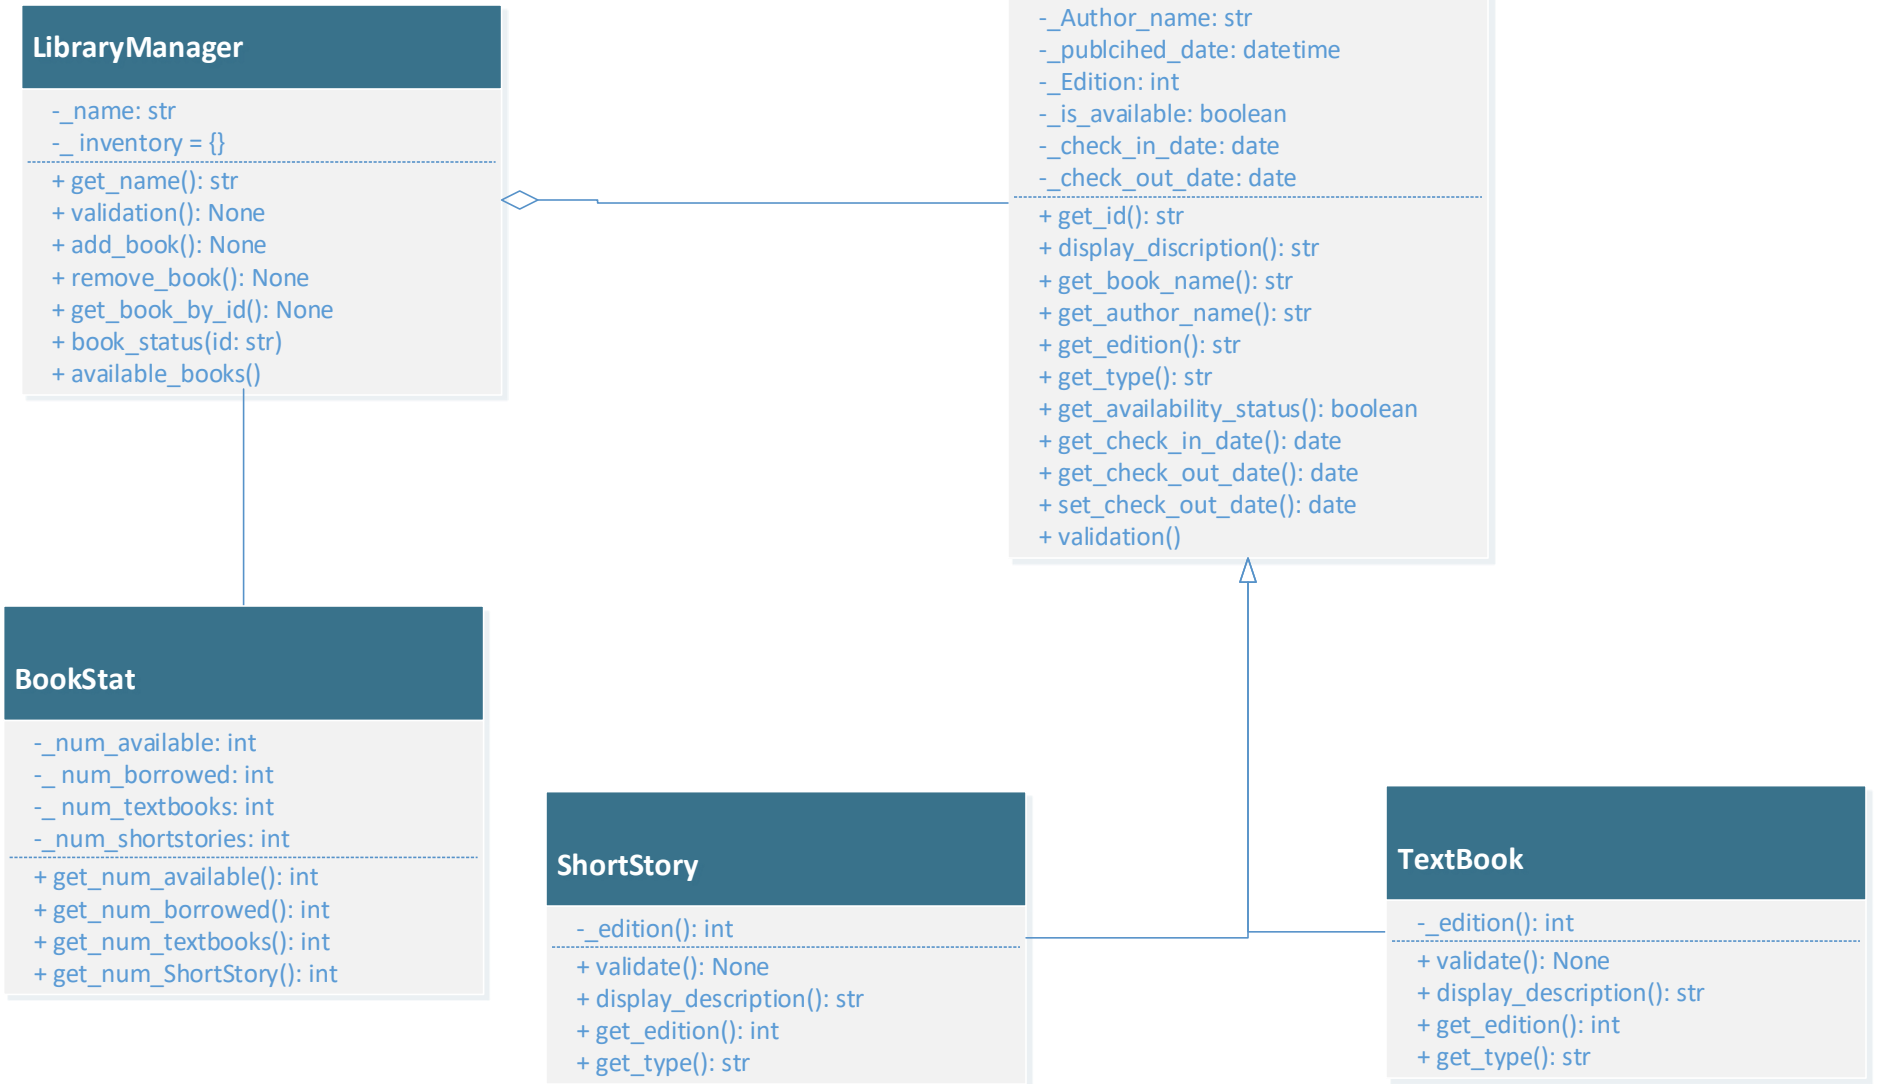 LibraryManager
-_name: str
-_ inventory = {}
+ get_name(): str
+ validation(): None
+ add_book(): None
+ remove_book(): None
+ get_book_by_id(): None
+ book_status(id: str)
+ available_books()
-_Author_name: str
-_publcihed_date: datetime
-_Edition: int
-_is_available: boolean
-_check_in_date: date
-_check_out_date: date
+ get_id(): str
+ display_discription(): str
+ get_book_name(): str
+ get_author_name(): str
+ get_edition(): str
+ get_type(): str
+ get_availability_status(): boolean
+ get_check_in_date(): date
+ get_check_out_date(): date
+ set_check_out_date(): date
+ validation()
BookStat
-_num_available: int
-_ num_borrowed: int
-_ num_textbooks: int
-_num_shortstories: int
+ get_num_available(): int
+ get_num_borrowed(): int
+ get_num_textbooks(): int
+ get_num_ShortStory(): int
ShortStory
-_edition(): int
+ validate(): None
+ display_description(): str
+ get_edition(): int
+ get_type(): str
TextBook
-_edition(): int
+ validate(): None
+ display_description(): str
+ get_edition(): int
+ get_type(): str